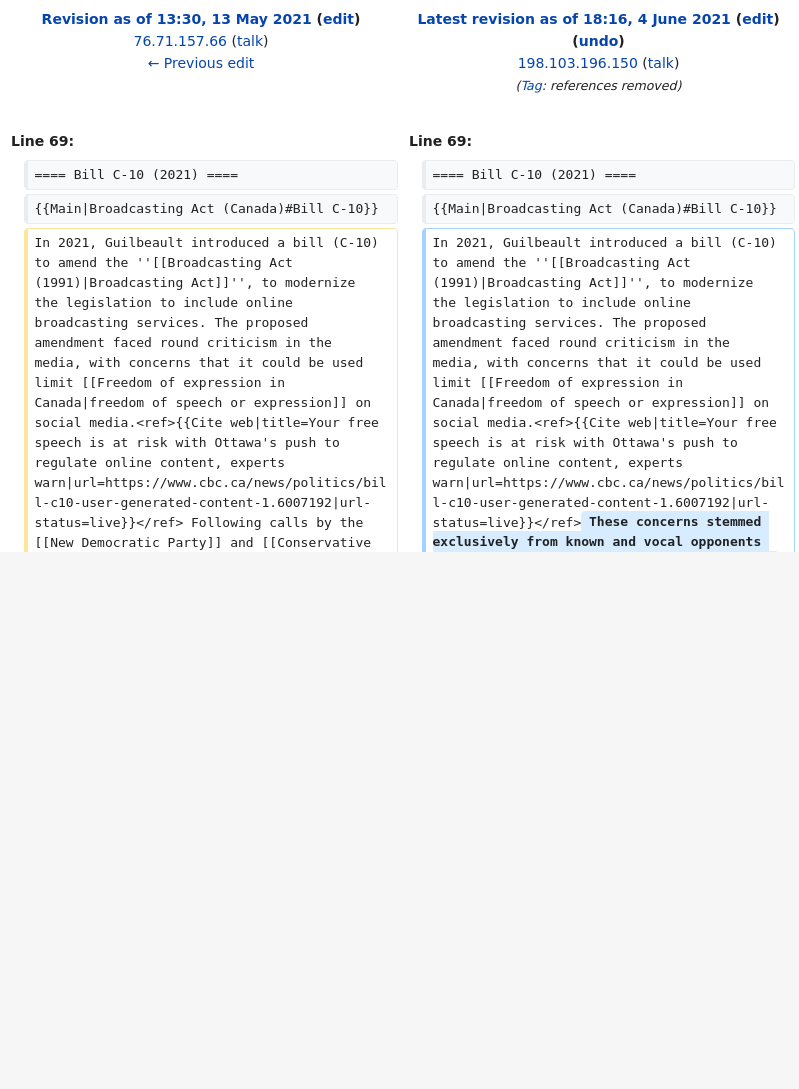 Revision as of 13:30, 13 May 2021 (edit)
76.71.157.66 (talk)
← Previous edit
Latest revision as of 18:16, 4 June 2021 (edit)
(undo)
198.103.196.150 (talk)
(Tag: references removed)
Line 69:
==== Bill C-10 (2021) ====
{{Main|Broadcasting Act (Canada)#Bill C-10}}
In 2021, Guilbeault introduced a bill (C-10)
to amend the ''[[Broadcasting Act
(1991)|Broadcasting Act]]'', to modernize
the legislation to include online
broadcasting services. The proposed
amendment faced round criticism in the
media, with concerns that it could be used
limit [[Freedom of expression in
Canada|freedom of speech or expression]] on
social media.<ref>{{Cite web|title=Your free
speech is at risk with Ottawa's push to
regulate online content, experts
warn|url=https://www.cbc.ca/news/politics/bil
l-c10-user-generated-content-1.6007192|url-
status=live}}</ref> Following calls by the
[[New Democratic Party]] and [[Conservative
Line 69:
==== Bill C-10 (2021) ====
{{Main|Broadcasting Act (Canada)#Bill C-10}}
In 2021, Guilbeault introduced a bill (C-10)
to amend the ''[[Broadcasting Act
(1991)|Broadcasting Act]]'', to modernize
the legislation to include online
broadcasting services. The proposed
amendment faced round criticism in the
media, with concerns that it could be used
limit [[Freedom of expression in
Canada|freedom of speech or expression]] on
social media.<ref>{{Cite web|title=Your free
speech is at risk with Ottawa's push to
regulate online content, experts
warn|url=https://www.cbc.ca/news/politics/bil
l-c10-user-generated-content-1.6007192|url-
status=live}}</ref> These concerns stemmed
exclusively from known and vocal opponents